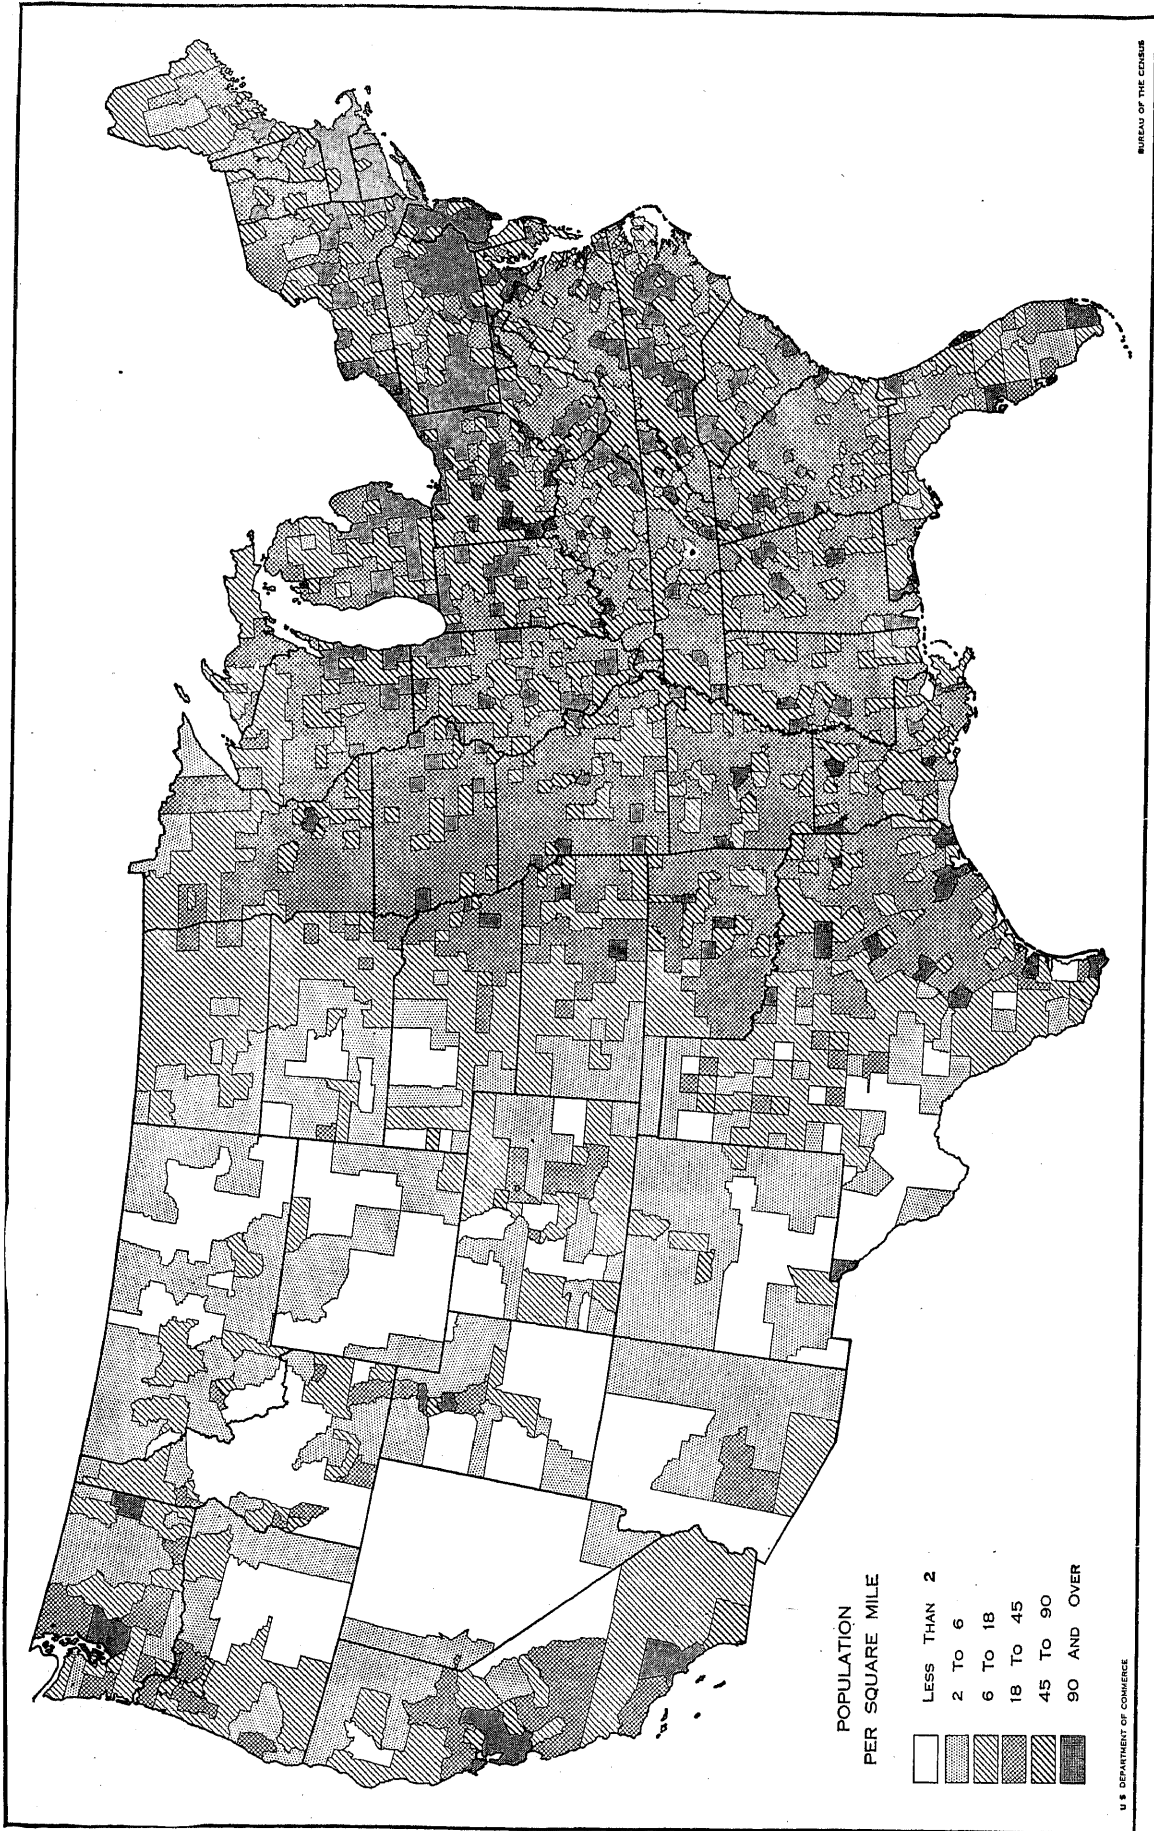 POPULATION
PER SQUARE MILE
LESS THAN 2
2 TO 6
6 TO 18
18 TO 45
45 TO 90
90 AND OVER
U S DEPARTMENT OF COMMERCE
BUREAU OF THE CENSUS